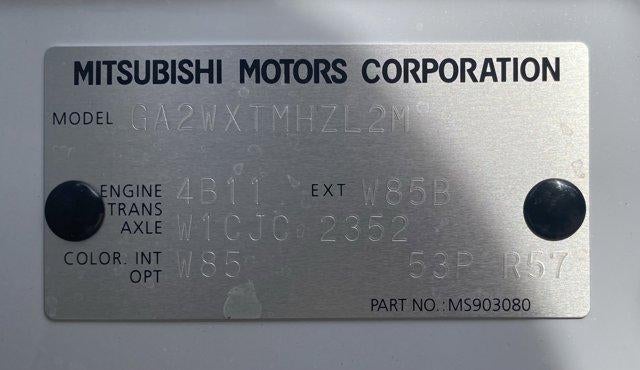 MITSUBISHI MOTORS CORPORATION
MODEL GA2WXTMHZL2M
ENGINE 4B11 EXT W85B
TRANS
AXLE W1CJC 2352
COLOR. INT W85 53P R57
OPT
PART NO.: MS903080